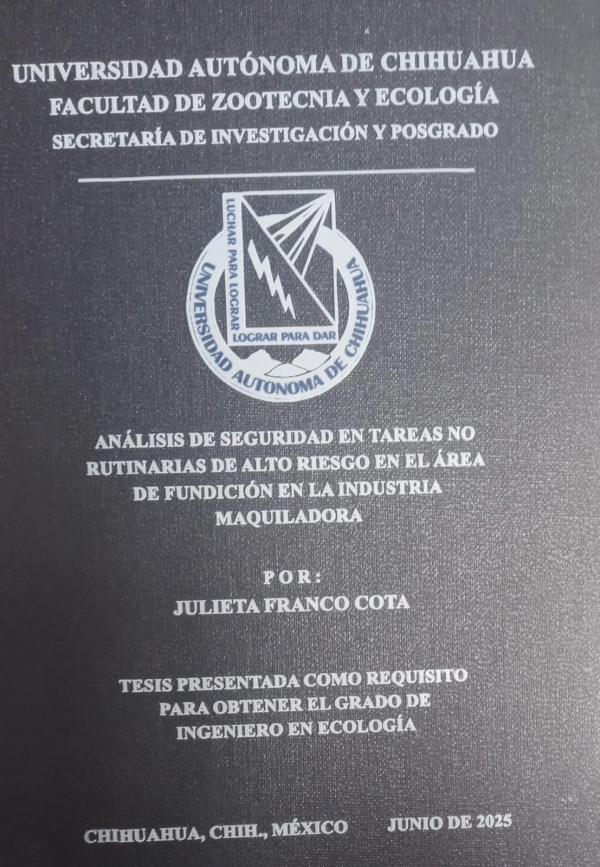 UNIVERSIDAD AUTÓNOMA DE CHIHUAHUA
FACULTAD DE ZOOTECNIA Y ECOLOGÍA
SECRETARÍA DE INVESTIGACIÓN Y POSGRADO
LUCHAR PARA LOGRAR
LOGRAR PARA DAR
UNIVERSIDAD AUTONOMA DE CHIHUAHUA
ANÁLISIS DE SEGURIDAD EN TAREAS NO
RUTINARIAS DE ALTO RIESGO EN EL ÁREA
DE FUNDICIÓN EN LA INDUSTRIA
MAQUILADORA
POR:
JULIETA FRANCO COTA
TESIS PRESENTADA COMO REQUISITO
PARA OBTENER EL GRADO DE
INGENIERO EN ECOLOGÍA
CHIHUAHUA, CHIH., MÉXICO JUNIO DE 2025